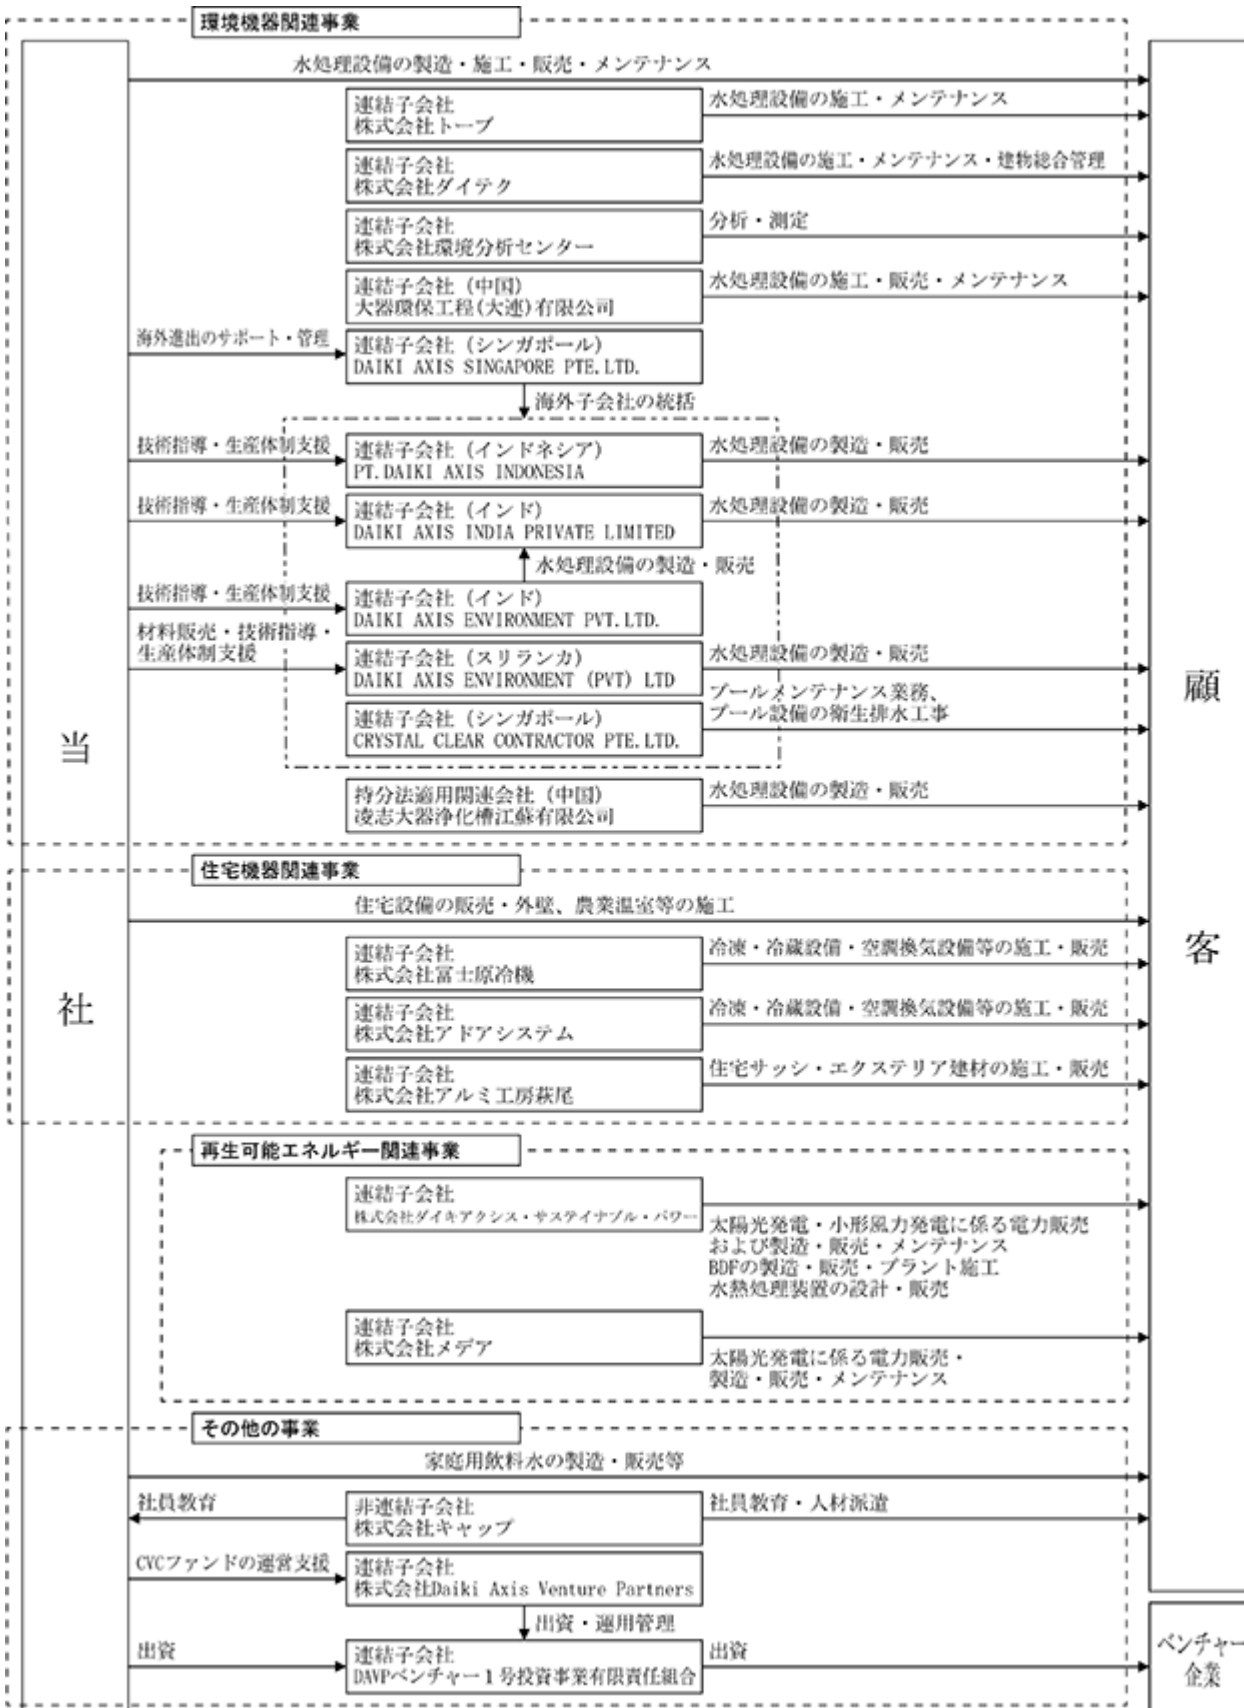 環境機器関連事業
水処理設備の製造・施工・販売・メンテナンス
連結子会社
株式会社トーブ
水処理設備の施工・メンテナンス
連結子会社
株式会社ダイテク
水処理設備の施工・メンテナンス・建物総合管理
連結子会社
株式会社環境分析センター
分析・測定
連結子会社（中国）
大器環保工程(大連)有限公司
水処理設備の施工・販売・メンテナンス
海外進出のサポート・管理
連結子会社（シンガポール）
DAIKI AXIS SINGAPORE PTE.LTD.
海外子会社の統括
技術指導・生産体制支援
連結子会社（インドネシア）
PT.DAIKI AXIS INDONESIA
水処理設備の製造・販売
技術指導・生産体制支援
連結子会社（インド）
DAIKI AXIS INDIA PRIVATE LIMITED
水処理設備の製造・販売
水処理設備の製造・販売
技術指導・生産体制支援
連結子会社（インド）
DAIKI AXIS ENVIRONMENT PVT.LTD.
材料販売・技術指導・
生産体制支援
連結子会社（スリランカ）
DAIKI AXIS ENVIRONMENT (PVT) LTD
水処理設備の製造・販売
連結子会社（シンガポール）
CRYSTAL CLEAR CONTRACTOR PTE.LTD.
プールメンテナンス業務、
プール設備の衛生排水工事
持分法適用関連会社（中国）
凌志大器浄化槽江蘇有限公司
水処理設備の製造・販売
当
社
顧
客
住宅機器関連事業
住宅設備の販売・外壁、農業温室等の施工
連結子会社
株式会社冨士原冷機
冷凍・冷蔵設備・空調換気設備等の施工・販売
連結子会社
株式会社アドアシステム
冷凍・冷蔵設備・空調換気設備等の施工・販売
連結子会社
株式会社アルミ工房萩尾
住宅サッシ・エクステリア建材の施工・販売
再生可能エネルギー関連事業
連結子会社
株式会社ダイキアクシス・サステイナブル・パワー
太陽光発電・小形風力発電に係る電力販売
および製造・販売・メンテナンス
BDFの製造・販売・プラント施工
水熱処理装置の設計・販売
連結子会社
株式会社メデア
太陽光発電に係る電力販売・
製造・販売・メンテナンス
その他の事業
家庭用飲料水の製造・販売等
社員教育
非連結子会社
株式会社キャップ
社員教育・人材派遣
CVCファンドの運営支援
連結子会社
株式会社Daiki Axis Venture Partners
出資・運用管理
出資
連結子会社
DAVPベンチャー１号投資事業有限責任組合
出資
ベンチャー
企業